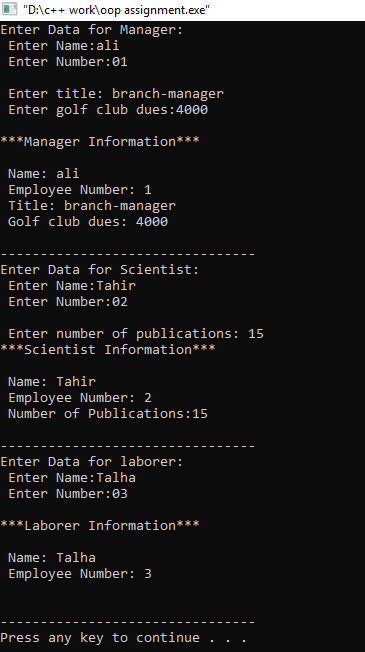 "D:\c++ work\oop assignment.exe"
Enter Data for Manager:
Enter Name:ali
Enter Number:01
Enter title: branch-manager
Enter golf club dues:4000
***Manager Information***
Name: ali
Employee Number: 1
Title: branch-manager
Golf club dues: 4000
--------------------------------
Enter Data for Scientist:
Enter Name:Tahir
Enter Number:02
Enter number of publications: 15
***Scientist Information***
Name: Tahir
Employee Number: 2
Number of Publications:15
--------------------------------
Enter Data for laborer:
Enter Name:Talha
Enter Number:03
***Laborer Information***
Name: Talha
Employee Number: 3
--------------------------------
Press any key to continue . . .